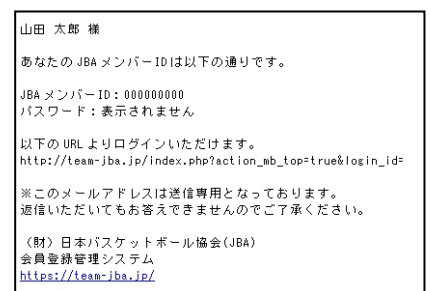 山田 太郎 様
あなたの JBA メンバーIDは以下の通りです。
JBA メンバーID：000000000
パスワード：表示されません
以下の URL よりログインいただけます。
http://team-jba.jp/index.php?action_mb_top=true&login_id=
※このメールアドレスは送信専用となっております。
返信いただいてもお答えできませんのでご了承ください。
（財）日本バスケットボール協会(JBA)
会員登録管理システム
https://team-jba.jp/